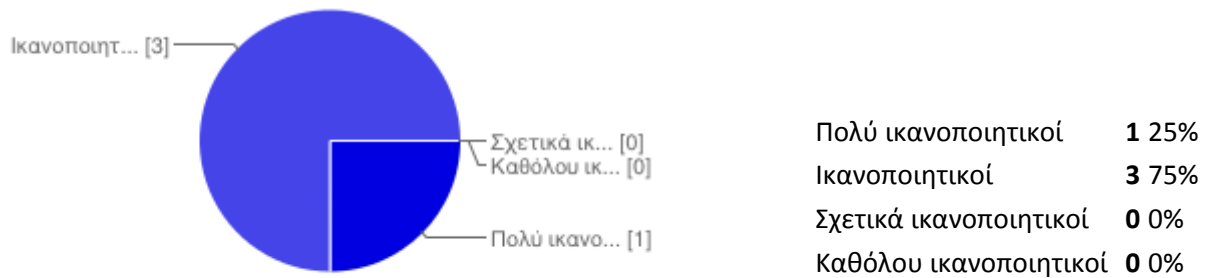 Ικανοποιητ... [3]
Σχετικά ικ... [0]
Καθόλου ικ... [0]
Πολύ ικανο... [1]
Πολύ ικανοποιητικοί 1 25%
Ικανοποιητικοί 3 75%
Σχετικά ικανοποιητικοί 0 0%
Καθόλου ικανοποιητικοί 0 0%